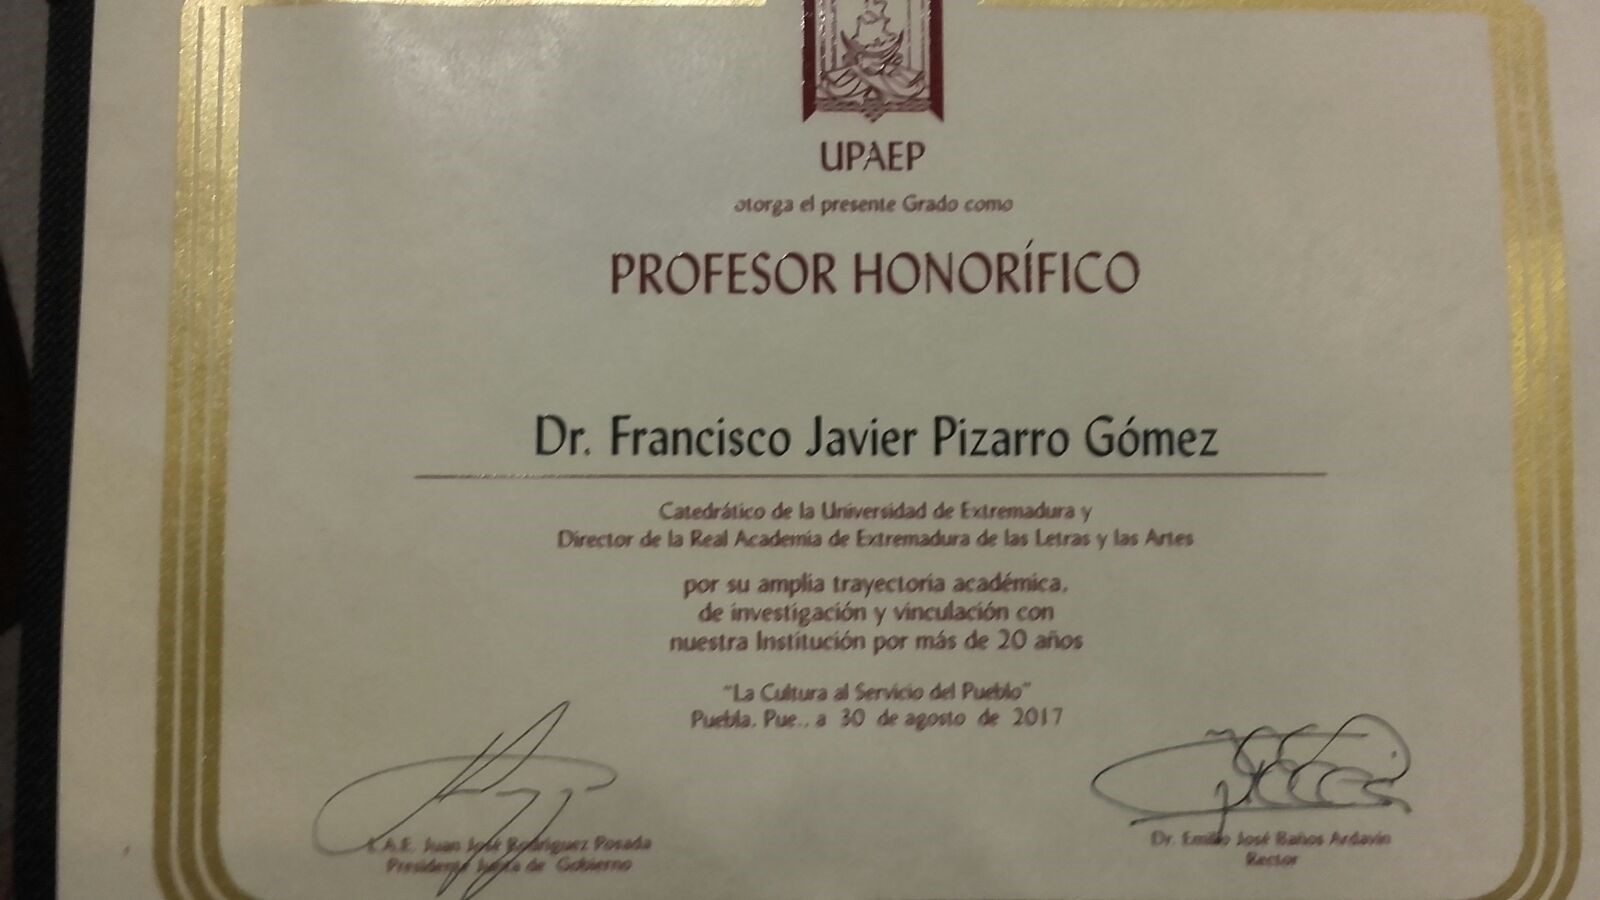 UPAEP
otorga el presente Grado como
PROFESOR HONORÍFICO
Dr. Francisco Javier Pizarro Gómez
Catedrático de la Universidad de Extremadura y
Director de la Real Academia de Extremadura de las Letras y las Artes
por su amplia trayectoria académica,
de investigación y vinculación con
nuestra Institución por más de 20 años
"La Cultura al Servicio del Pueblo"
Puebla, Pue., a 30 de agosto de 2017
L.A.E. Juan José Rodríguez Posada
Presidente Junta de Gobierno
Dr. Emilio José Baños Ardavín
Rector